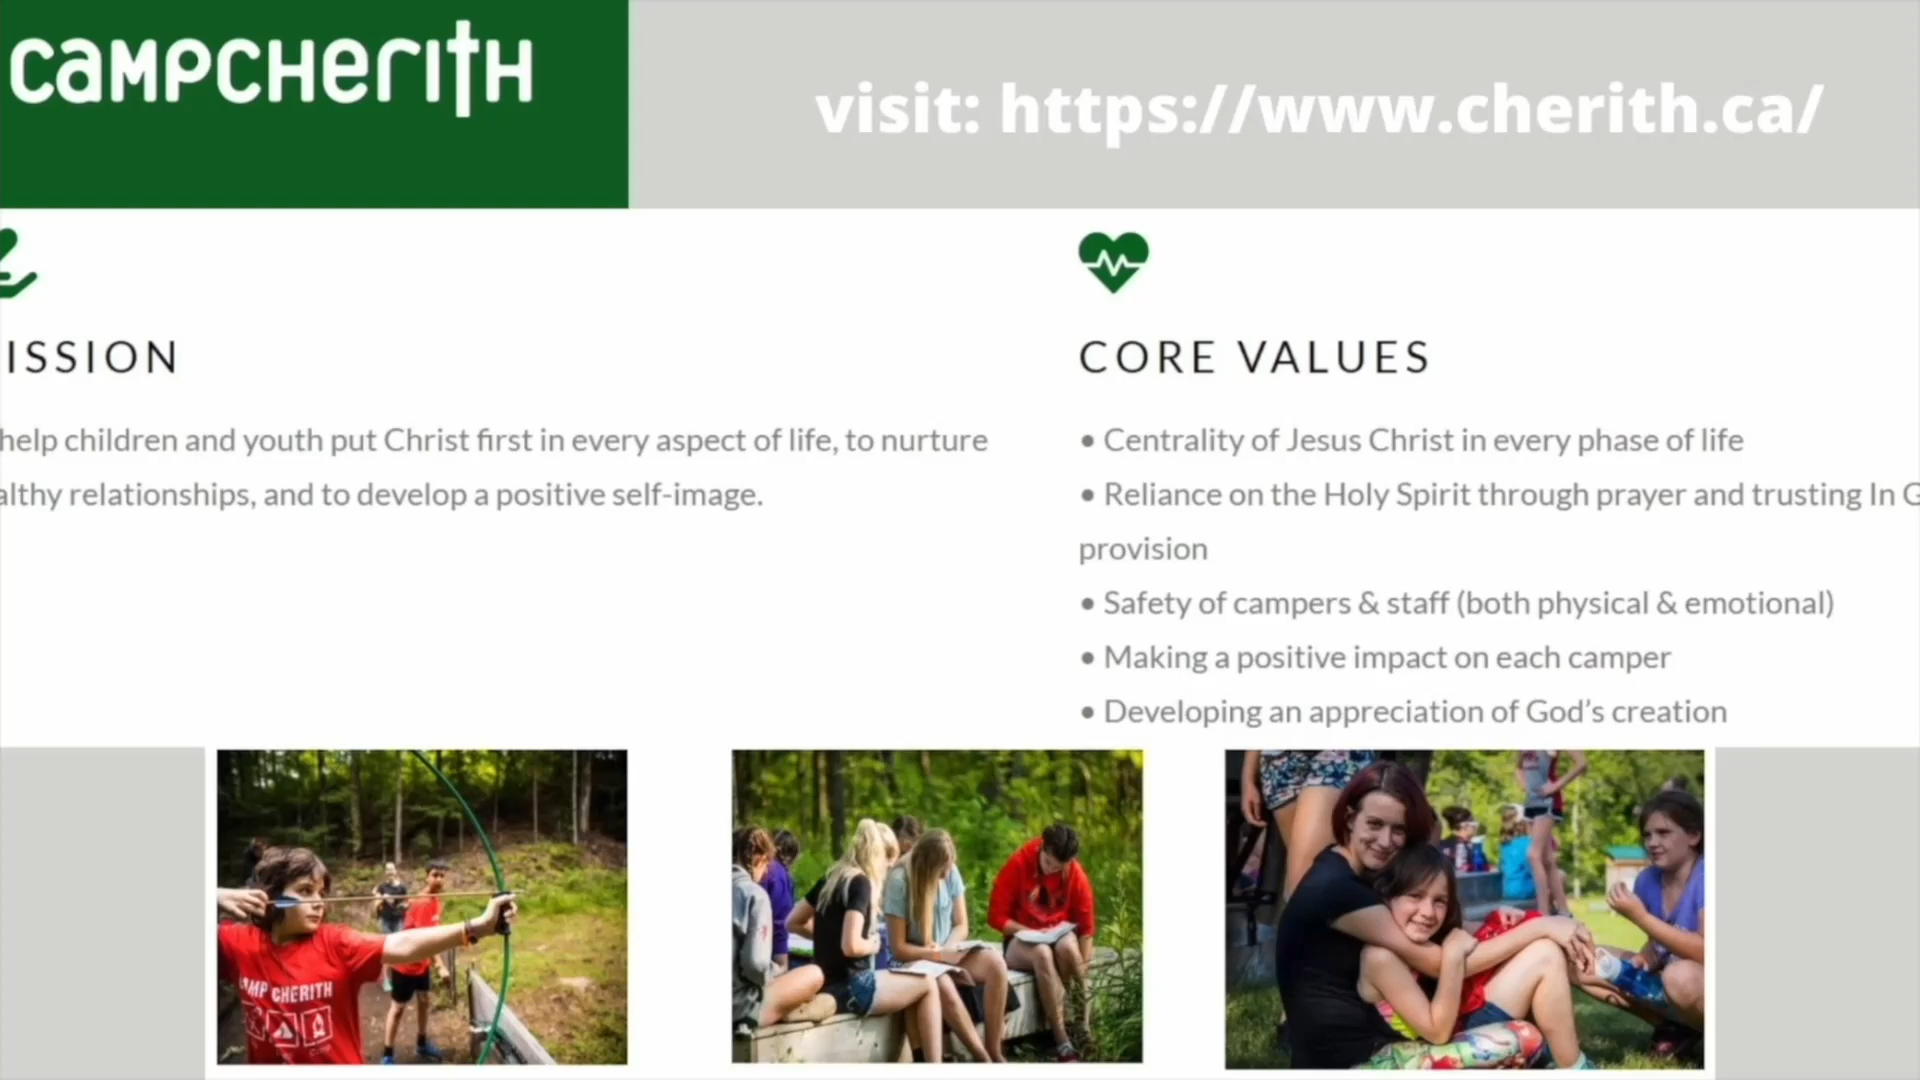 campcherith
visit: https://www.cherith.ca/
ISSION
help children and youth put Christ first in every aspect of life, to nurture
althy relationships, and to develop a positive self-image.
CORE VALUES
• Centrality of Jesus Christ in every phase of life
• Reliance on the Holy Spirit through prayer and trusting In G
provision
• Safety of campers & staff (both physical & emotional)
• Making a positive impact on each camper
• Developing an appreciation of God’s creation
AMP CHERITH